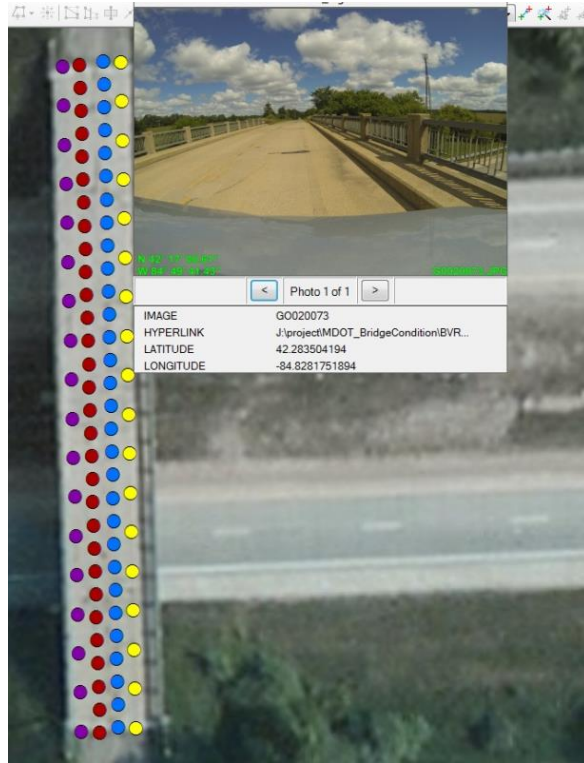 Photo 1 of 1
IMAGE GO020073
HYPERLINK J:\project\MDOT_BridgeCondition\BVR...
LATITUDE 42.283504194
LONGITUDE -84.8281751894